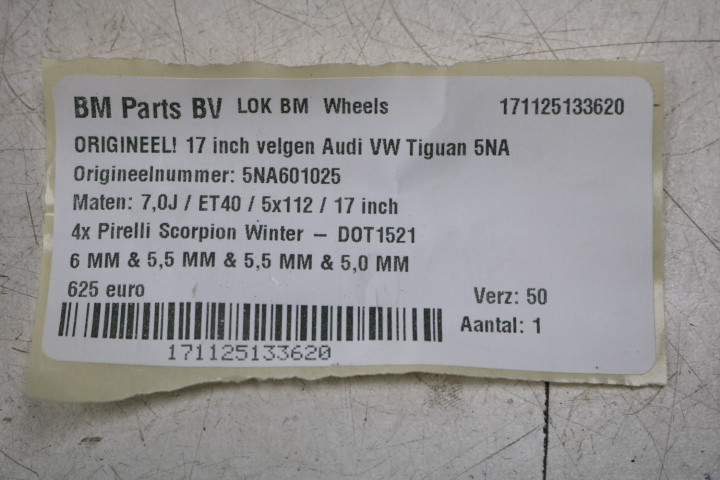 BM Parts BV LOK BM Wheels 171125133620
ORIGINEEL! 17 inch velgen Audi VW Tiguan 5NA
Origineelnummer: 5NA601025
Maten: 7,0J / ET40 / 5x112 / 17 inch
4x Pirelli Scorpion Winter – DOT1521
6 MM & 5,5 MM & 5,5 MM & 5,0 MM
625 euro
Verz: 50
Aantal: 1
171125133620